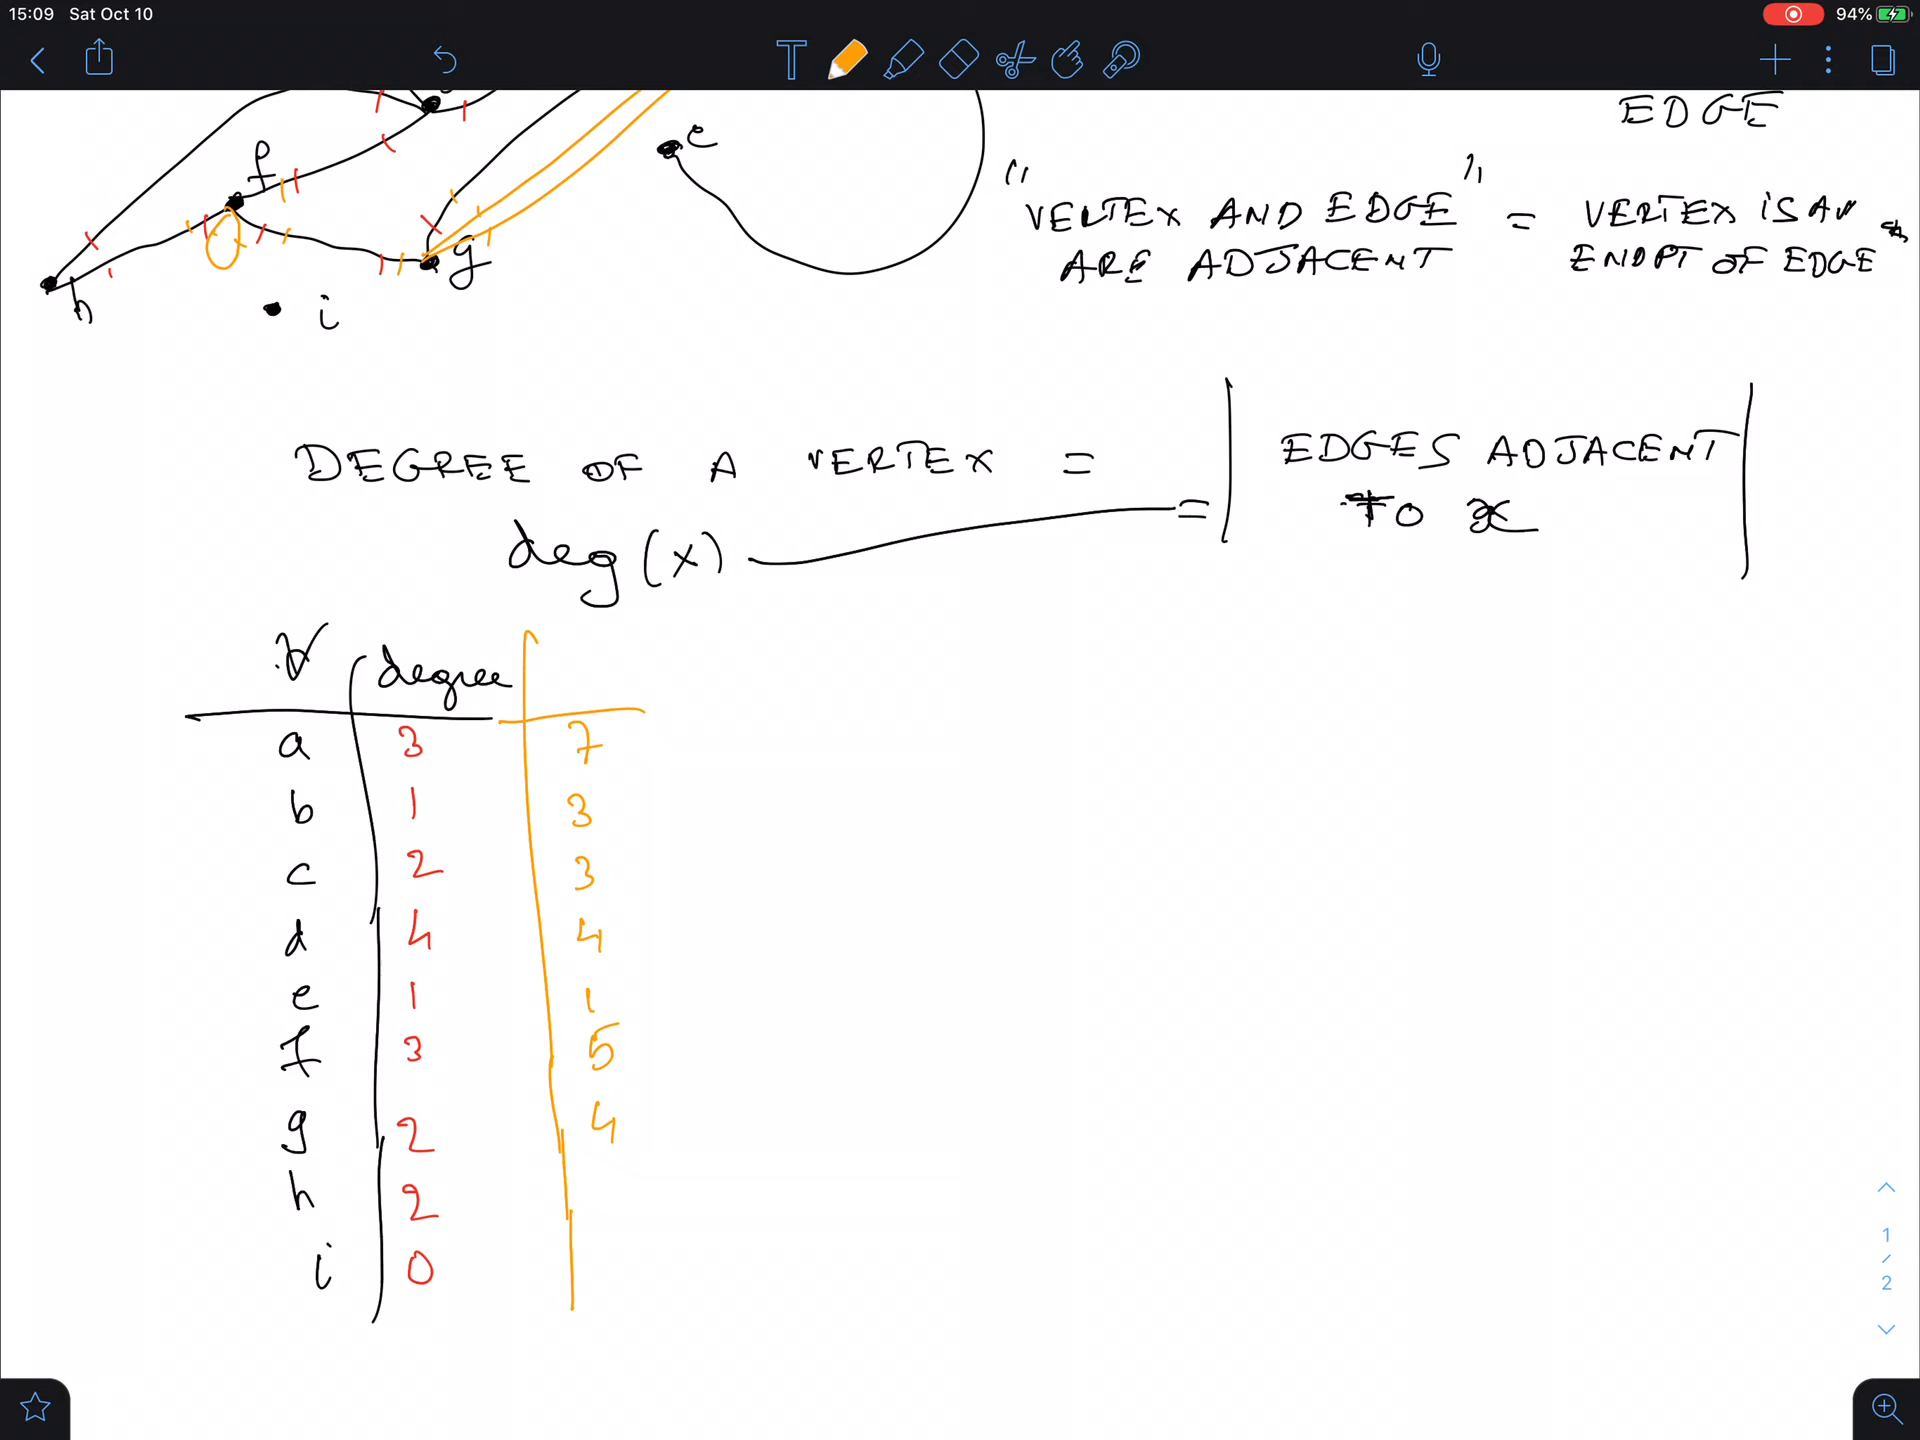 15:09 Sat Oct 10
94%
T
EDGE
e
f
"VERTEX AND EDGE" = VERTEX IS AN
ARE ADJACENT ENDPT OF EDGE
g
h
i
DEGREE OF A VERTEX = EDGES ADJACENT
TO x
deg(x) =
V degree
a 3 7
b 1 3
c 2 3
d 4 4
e 1 1
f 3 5
g 2 4
h 2
i 0
1
/
2